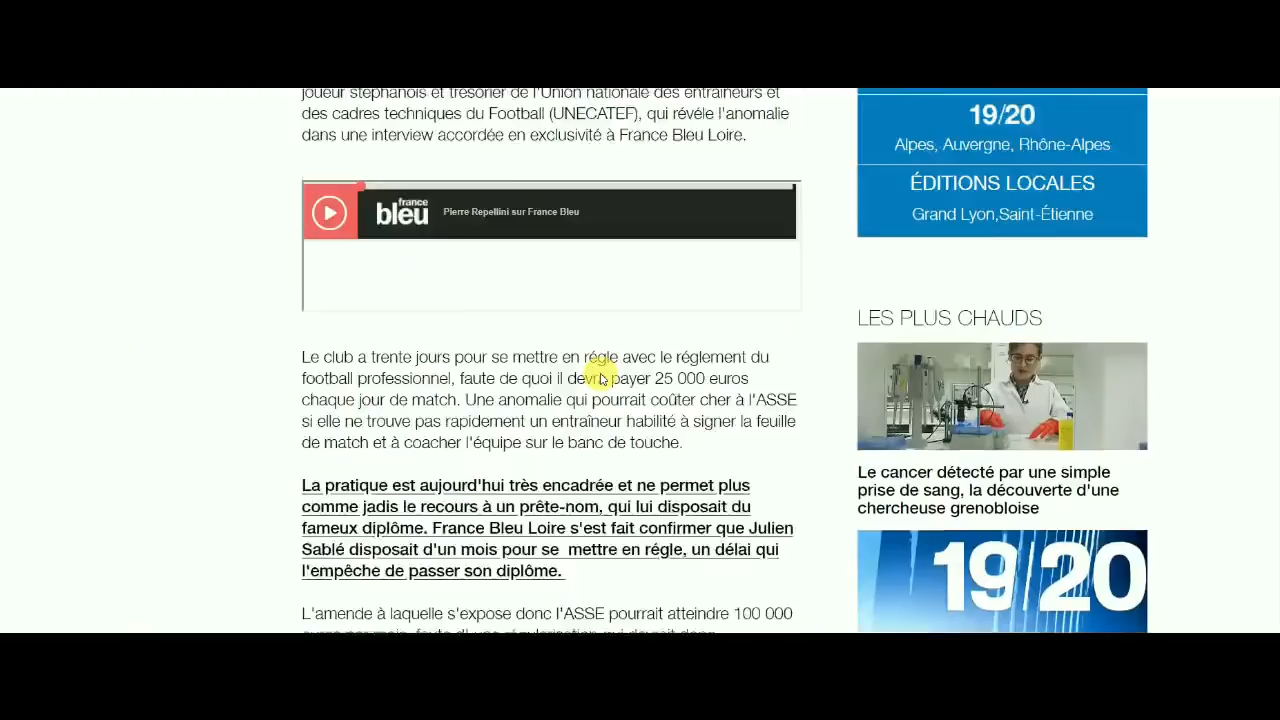 joueur stéphanois et trésorier de l'Union nationale des entraîneurs et
des cadres techniques du Football (UNECATEF), qui révéle l'anomalie
dans une interview accordée en exclusivité à France Bleu Loire.
france
bleu
Pierre Repellini sur France Bleu
Le club a trente jours pour se mettre en régle avec le réglement du
football professionnel, faute de quoi il devra payer 25 000 euros
chaque jour de match. Une anomalie qui pourrait coûter cher à l'ASSE
si elle ne trouve pas rapidement un entraîneur habilité à signer la feuille
de match et à coacher l'équipe sur le banc de touche.
La pratique est aujourd'hui très encadrée et ne permet plus
comme jadis le recours à un prête-nom, qui lui disposait du
fameux diplôme. France Bleu Loire s'est fait confirmer que Julien
Sablé disposait d'un mois pour se mettre en régle, un délai qui
l'empêche de passer son diplôme.
L'amende à laquelle s'expose donc l'ASSE pourrait atteindre 100 000
19/20
Alpes, Auvergne, Rhône-Alpes
ÉDITIONS LOCALES
Grand Lyon,Saint-Étienne
LES PLUS CHAUDS
Le cancer détecté par une simple
prise de sang, la découverte d'une
chercheuse grenobloise
19/20